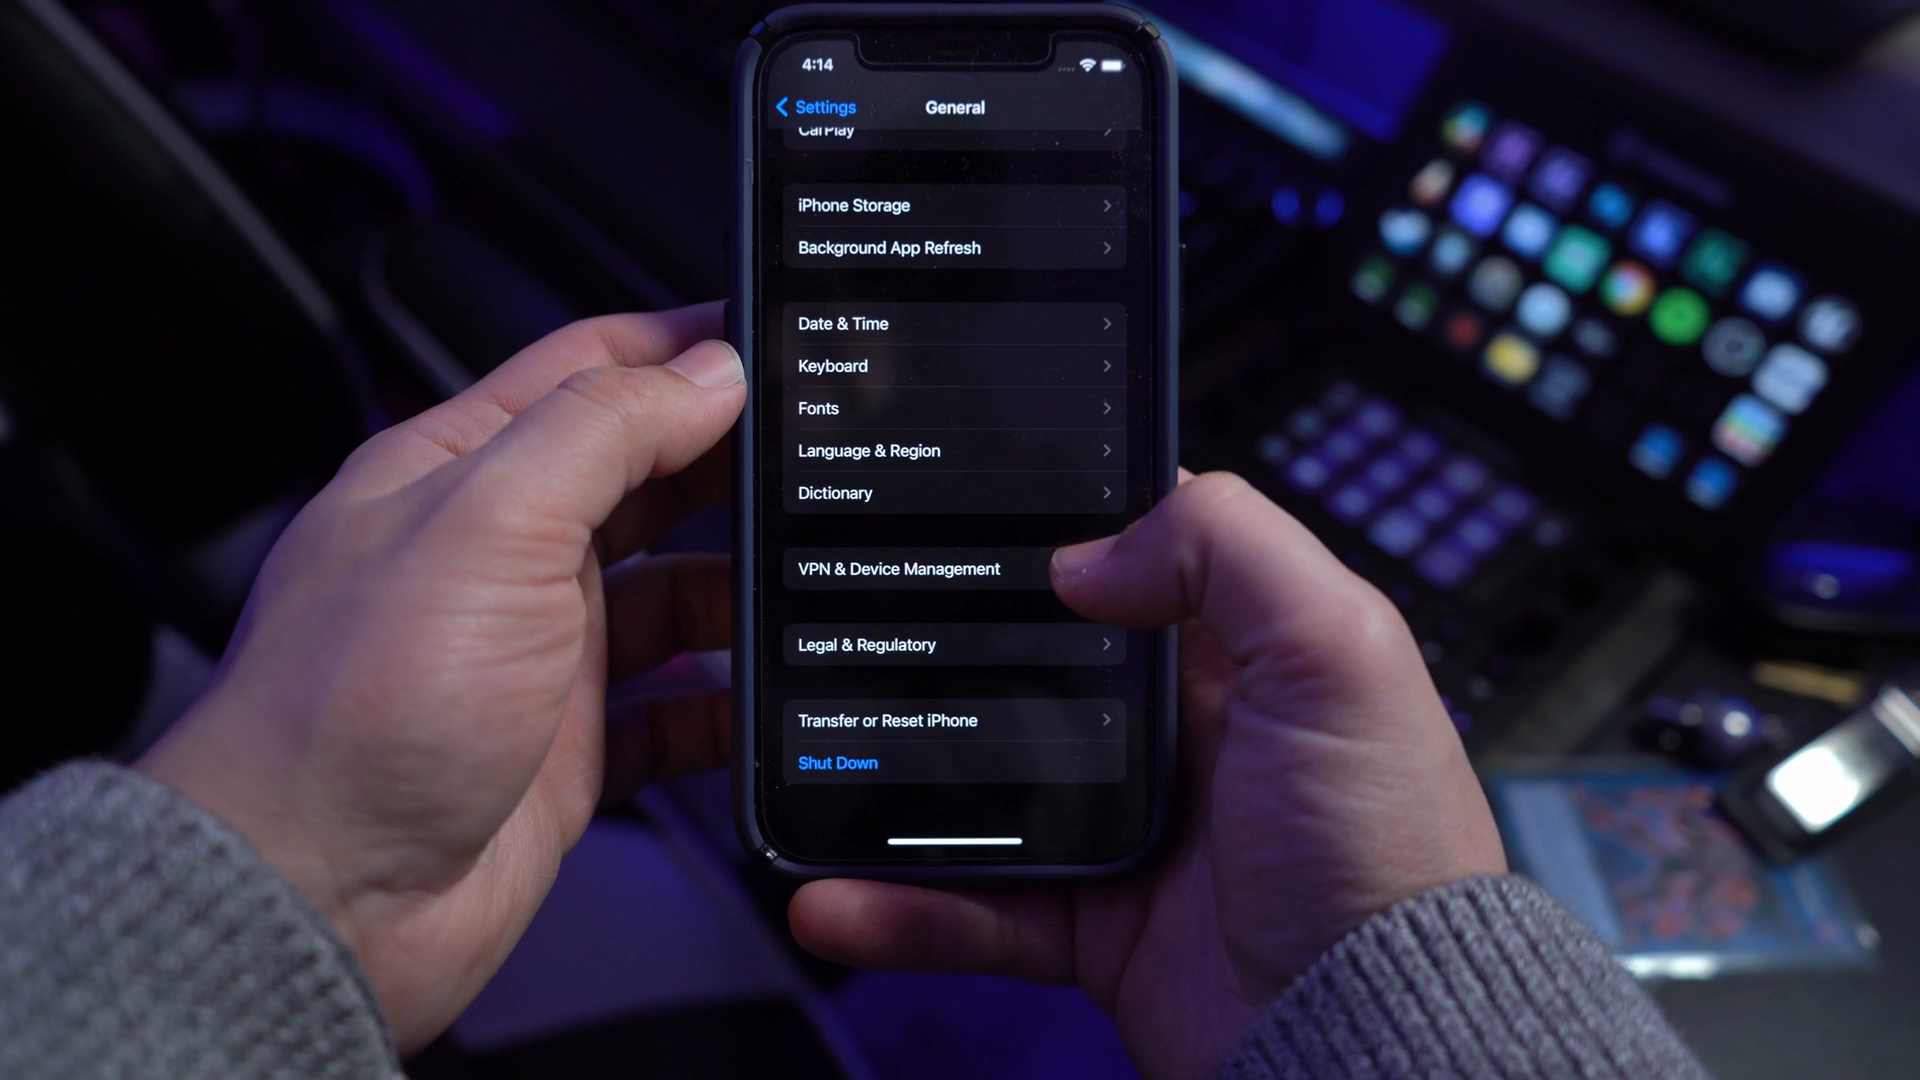 4:14
Settings
General
CarPlay
iPhone Storage
Background App Refresh
Date & Time
Keyboard
Fonts
Language & Region
Dictionary
VPN & Device Management
Legal & Regulatory
Transfer or Reset iPhone
Shut Down